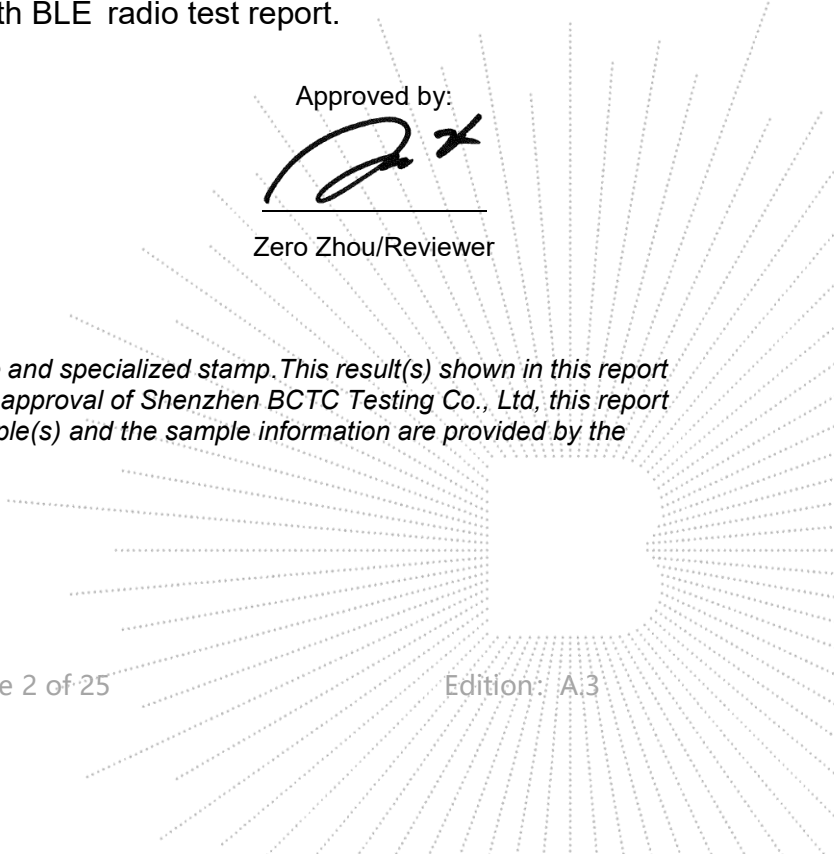 th BLE radio test report.
Approved by:
Zero Zhou/Reviewer
and specialized stamp.This result(s) shown in this report
approval of Shenzhen BCTC Testing Co., Ltd, this report
ple(s) and the sample information are provided by the
e 2 of 25 Edition: A.3